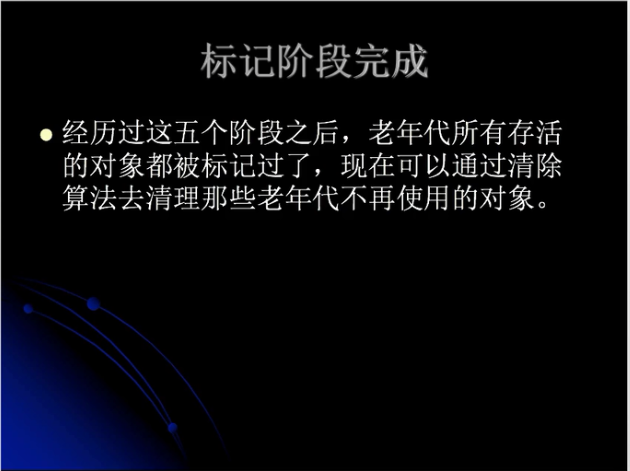 标记阶段完成
经历过这五个阶段之后，老年代所有存活
的对象都被标记过了，现在可以通过清除
算法去清理那些老年代不再使用的对象。